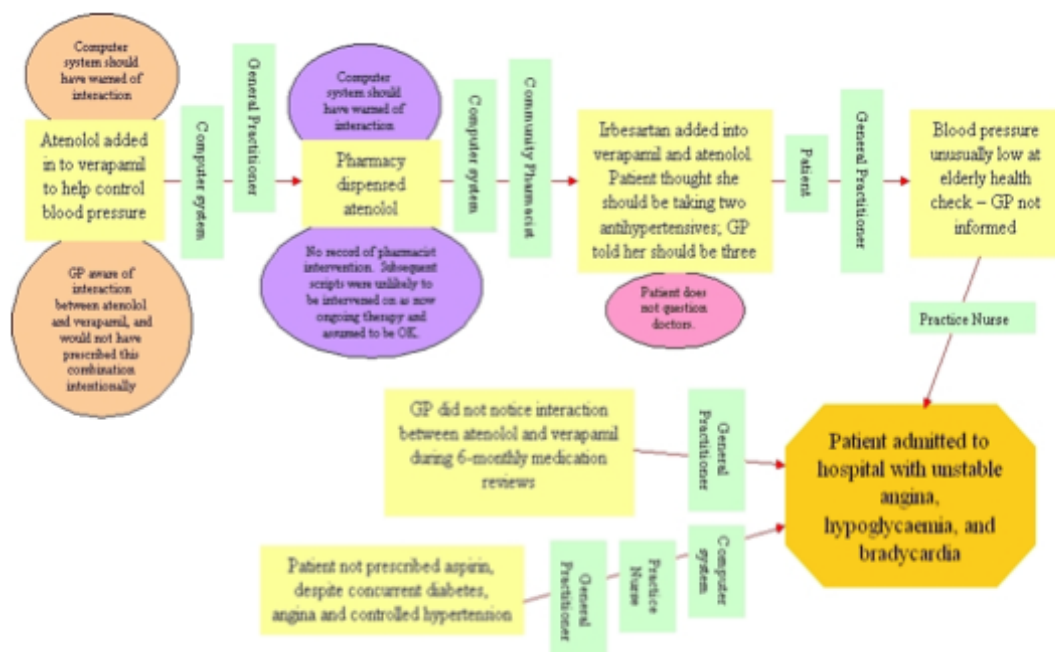 Computer
system should
have warned of
interaction
Atenolol added
in to verapamil
to help control
blood pressure
GP aware of
interaction
between atenolol
and verapamil, and
would not have
prescribed this
combination
intentionally
Computer system
General Practitioner
Computer
system should
have warned of
interaction
Pharmacy
dispensed
atenolol
No record of pharmacist
intervention. Subsequent
scripts were unlikely to
be intervened on as now
ongoing therapy and
assumed to be OK.
Computer system
Community Pharmacist
Irbesartan added into
verapamil and atenolol.
Patient thought she
should be taking two
antihypertensives; GP
told her should be three
Patient does
not question
doctors.
Patient
General Practitioner
Blood pressure
unusually low at
elderly health
check – GP not
informed
Practice Nurse
GP did not notice interaction
between atenolol and verapamil
during 6-monthly medication
reviews
General
Practitioner
Patient not prescribed aspirin,
despite concurrent diabetes,
angina and controlled hypertension
General
Practitioner
Practice
Nurse
Computer
system
Patient admitted to
hospital with unstable
angina,
hypoglycaemia, and
bradycardia